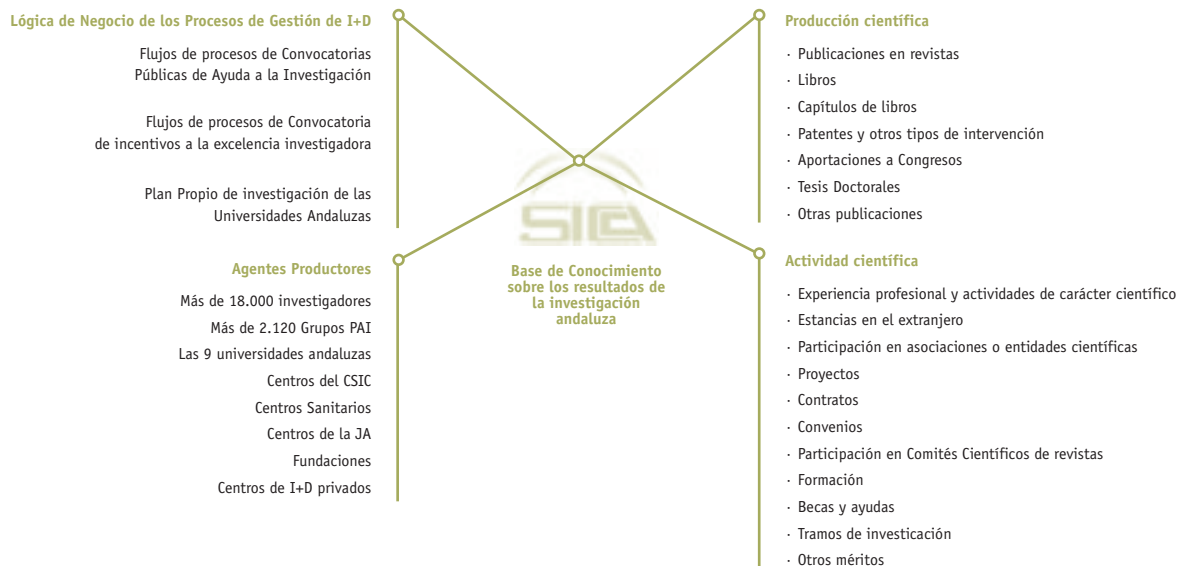 Lógica de Negocio de los Procesos de Gestión de I+D
Flujos de procesos de Convocatorias
Públicas de Ayuda a la Investigación
Flujos de procesos de Convocatoria
de incentivos a la excelencia investigadora
Plan Propio de investigación de las
Universidades Andaluzas
Agentes Productores
Más de 18.000 investigadores
Más de 2.120 Grupos PAI
Las 9 universidades andaluzas
Centros del CSIC
Centros Sanitarios
Centros de la JA
Fundaciones
Centros de I+D privados
SICA
Base de Conocimiento
sobre los resultados de
la investigación
andaluza
Producción científica
· Publicaciones en revistas
· Libros
· Capítulos de libros
· Patentes y otros tipos de intervención
· Aportaciones a Congresos
· Tesis Doctorales
· Otras publicaciones
Actividad científica
· Experiencia profesional y actividades de carácter científico
· Estancias en el extranjero
· Participación en asociaciones o entidades científicas
· Proyectos
· Contratos
· Convenios
· Participación en Comités Científicos de revistas
· Formación
· Becas y ayudas
· Tramos de investicación
· Otros méritos